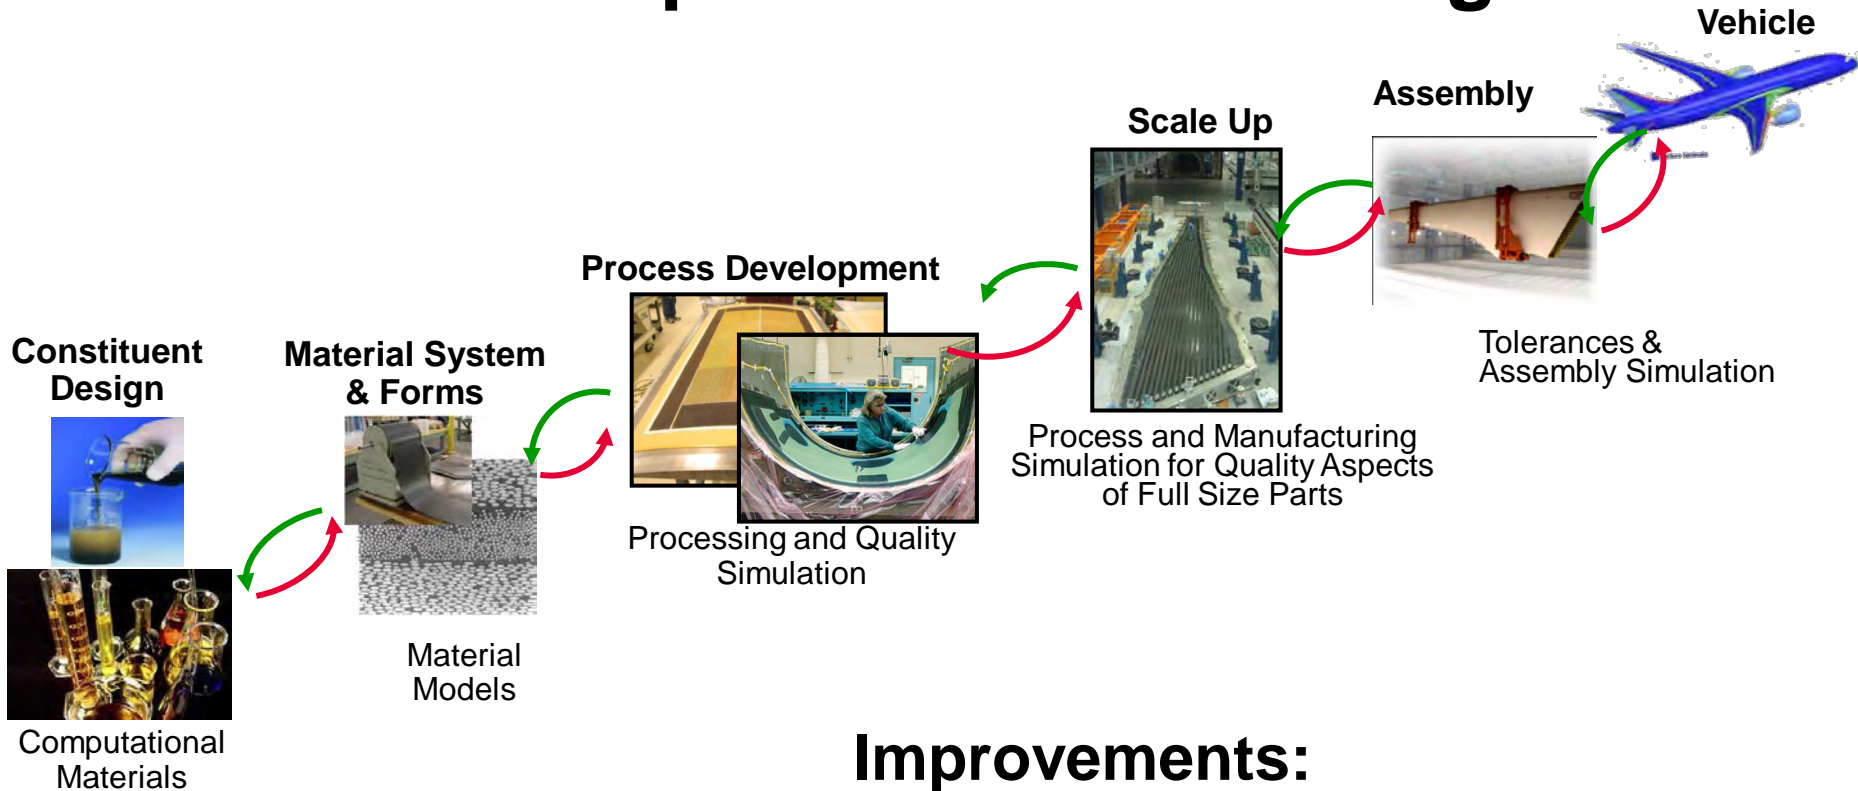 Vehicle
Assembly
Scale Up
Process Development
Constituent
Design
Material System
& Forms
Tolerances &
Assembly Simulation
Process and Manufacturing
Simulation for Quality Aspects
of Full Size Parts
Processing and Quality
Simulation
Material
Models
Computational
Materials
Improvements: